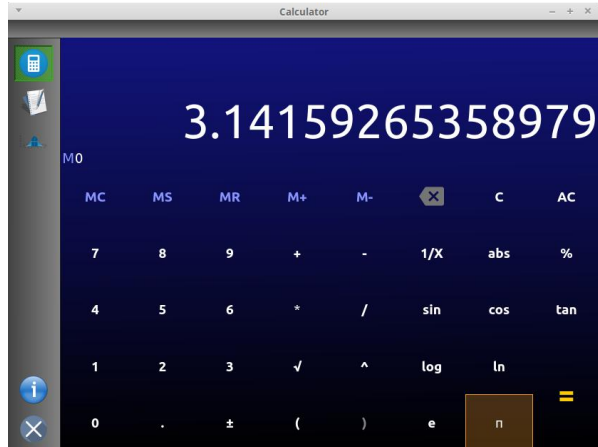 Calculator
3.14159265358979
M0
MC MS MR M+ M- C AC
7 8 9 + - 1/X abs %
4 5 6 * / sin cos tan
1 2 3 √ ^ log ln
=
0 . ± ( ) e п